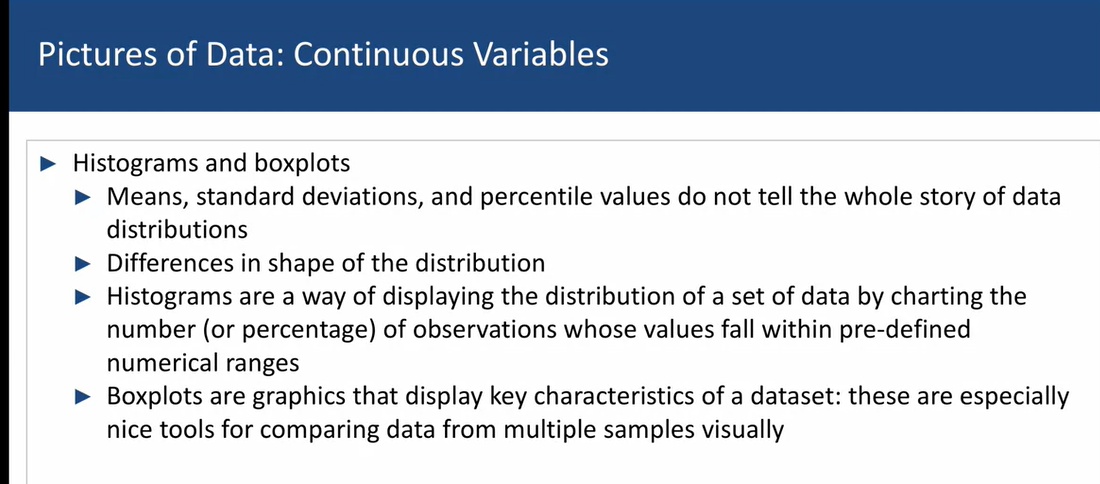 Pictures of Data: Continuous Variables
► Histograms and boxplots
► Means, standard deviations, and percentile values do not tell the whole story of data
distributions
► Differences in shape of the distribution
► Histograms are a way of displaying the distribution of a set of data by charting the
number (or percentage) of observations whose values fall within pre-defined
numerical ranges
► Boxplots are graphics that display key characteristics of a dataset: these are especially
nice tools for comparing data from multiple samples visually